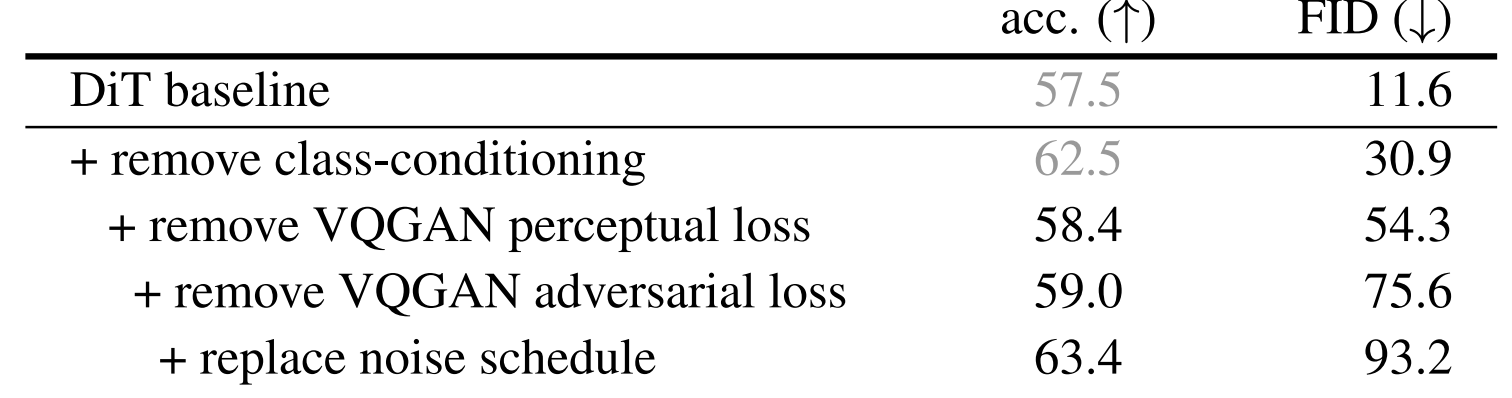 acc. (↑) FID (↓)
DiT baseline 57.5 11.6
+ remove class-conditioning 62.5 30.9
+ remove VQGAN perceptual loss 58.4 54.3
+ remove VQGAN adversarial loss 59.0 75.6
+ replace noise schedule 63.4 93.2